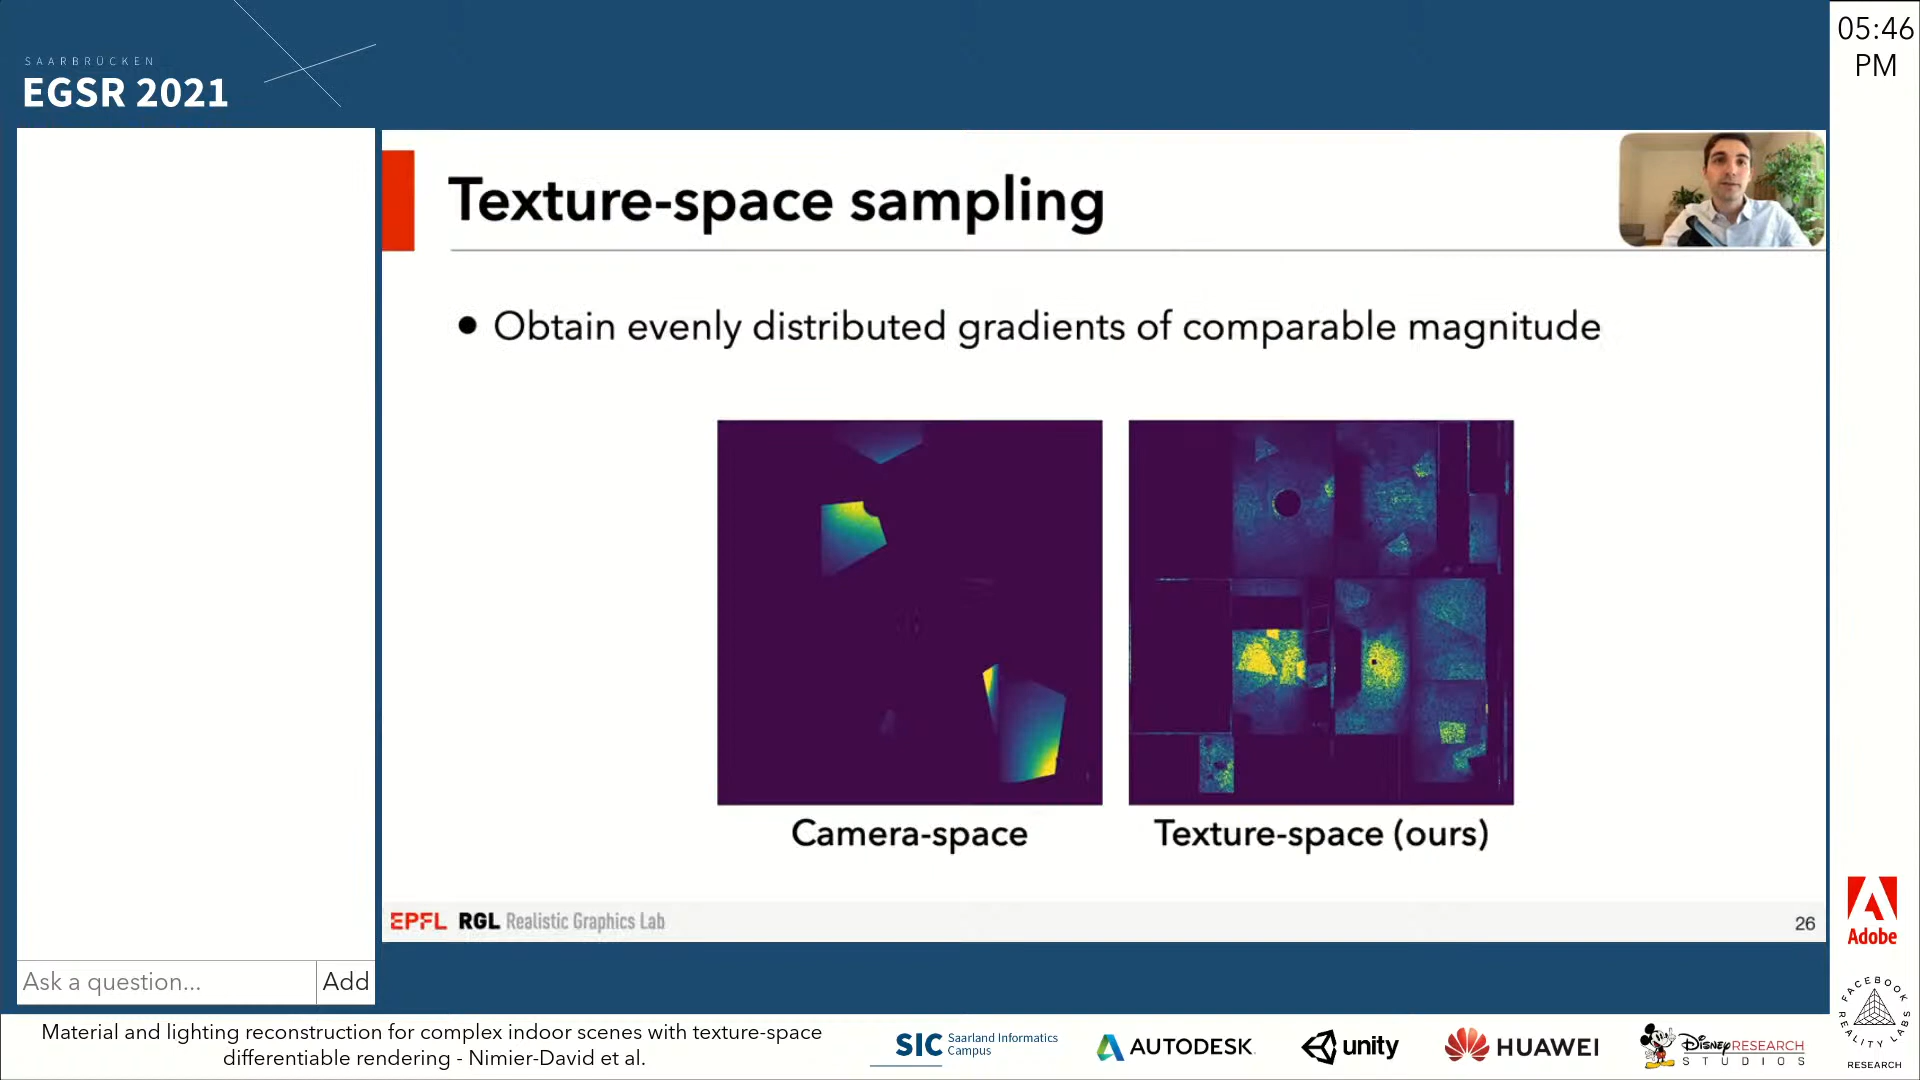 05:46
PM
SAARBRÜCKEN
EGSR 2021
Texture-space sampling
● Obtain evenly distributed gradients of comparable magnitude
Camera-space
Texture-space (ours)
EPFL RGL Realistic Graphics Lab
26
Adobe
Ask a question...
Add
Material and lighting reconstruction for complex indoor scenes with texture-space
differentiable rendering - Nimier-David et al.
SIC Saarland Informatics
Campus
AUTODESK
unity
HUAWEI
Disney RESEARCH
STUDIOS
FACEBOOK
REALITY LABS
RESEARCH